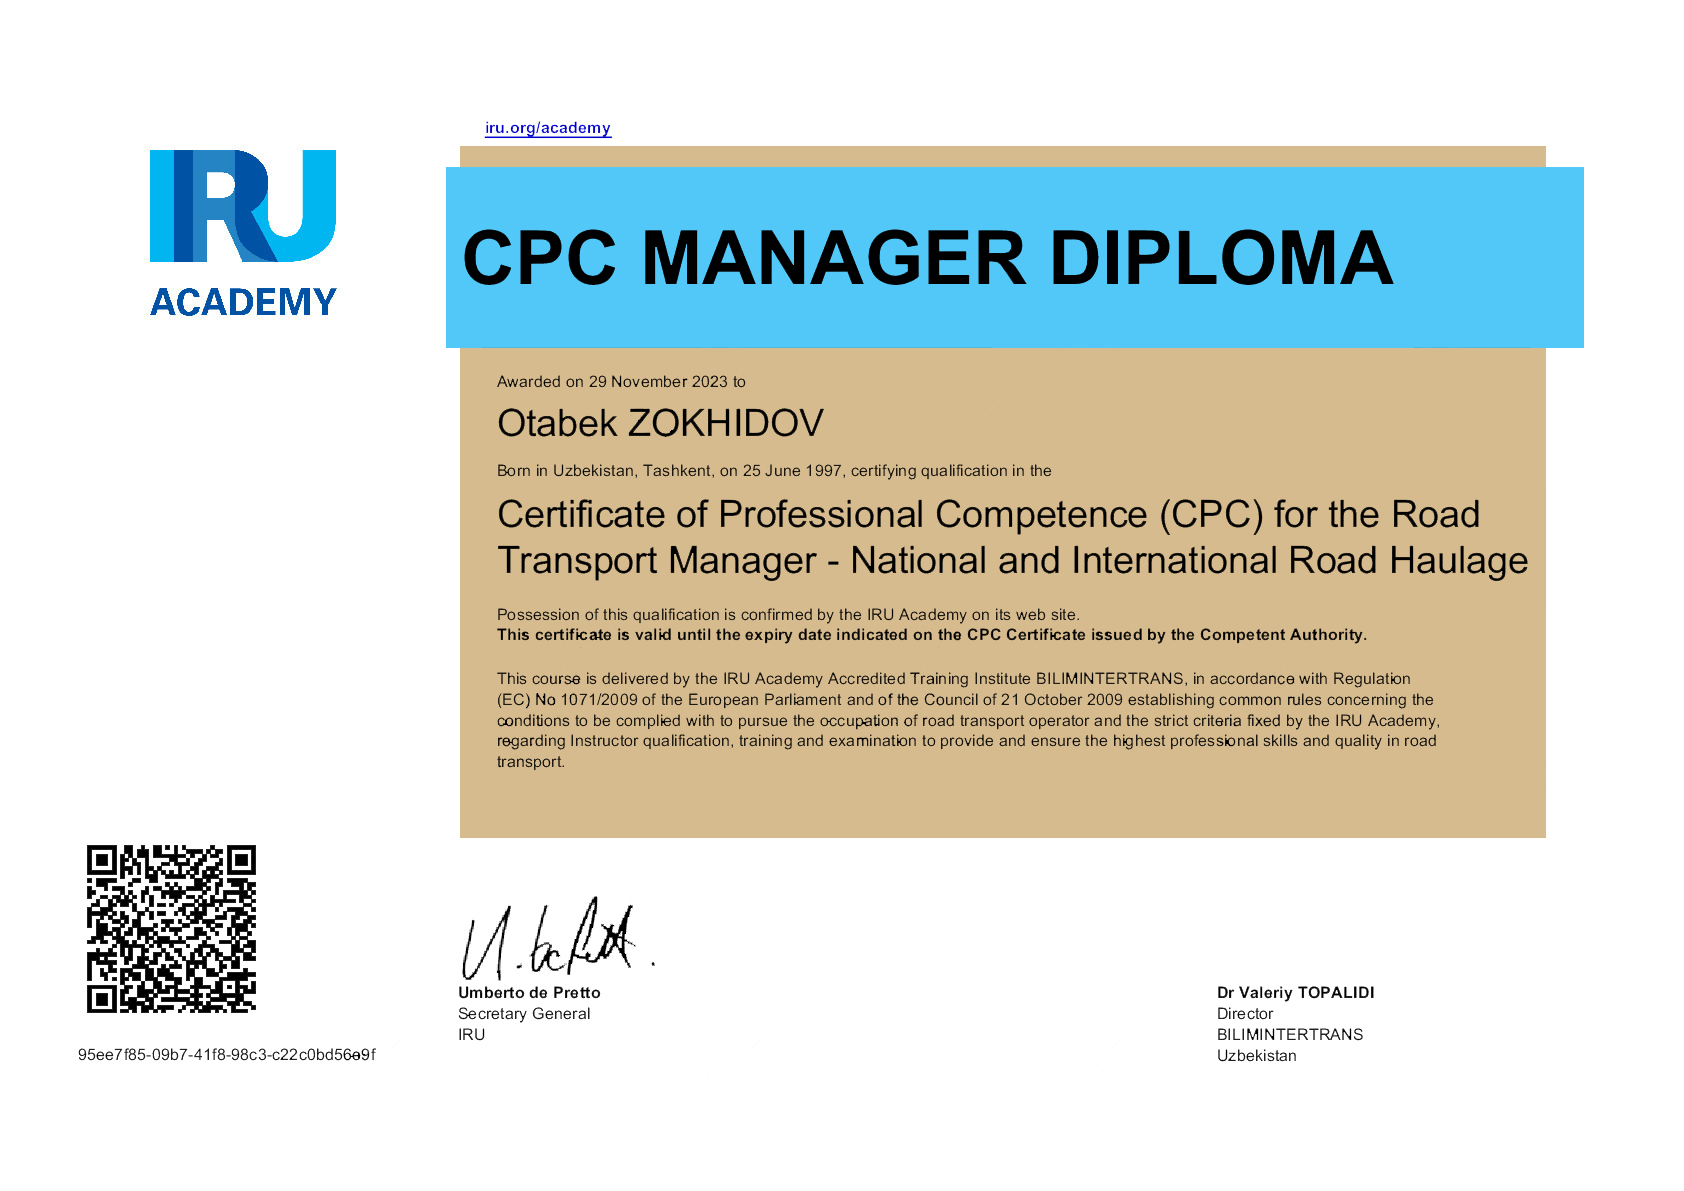 iru.org/academy
IRU
ACADEMY
CPC MANAGER DIPLOMA
Awarded on 29 November 2023 to
Otabek ZOKHIDOV
Born in Uzbekistan, Tashkent, on 25 June 1997, certifying qualification in the
Certificate of Professional Competence (CPC) for the Road
Transport Manager - National and International Road Haulage
Possession of this qualification is confirmed by the IRU Academy on its web site.
This certificate is valid until the expiry date indicated on the CPC Certificate issued by the Competent Authority.
This course is delivered by the IRU Academy Accredited Training Institute BILIMINTERTRANS, in accordance with Regulation
(EC) No 1071/2009 of the European Parliament and of the Council of 21 October 2009 establishing common rules concerning the
conditions to be complied with to pursue the occupation of road transport operator and the strict criteria fixed by the IRU Academy,
regarding Instructor qualification, training and examination to provide and ensure the highest professional skills and quality in road
transport.
Umberto de Pretto
Secretary General
IRU
Dr Valeriy TOPALIDI
Director
BILIMINTERTRANS
Uzbekistan